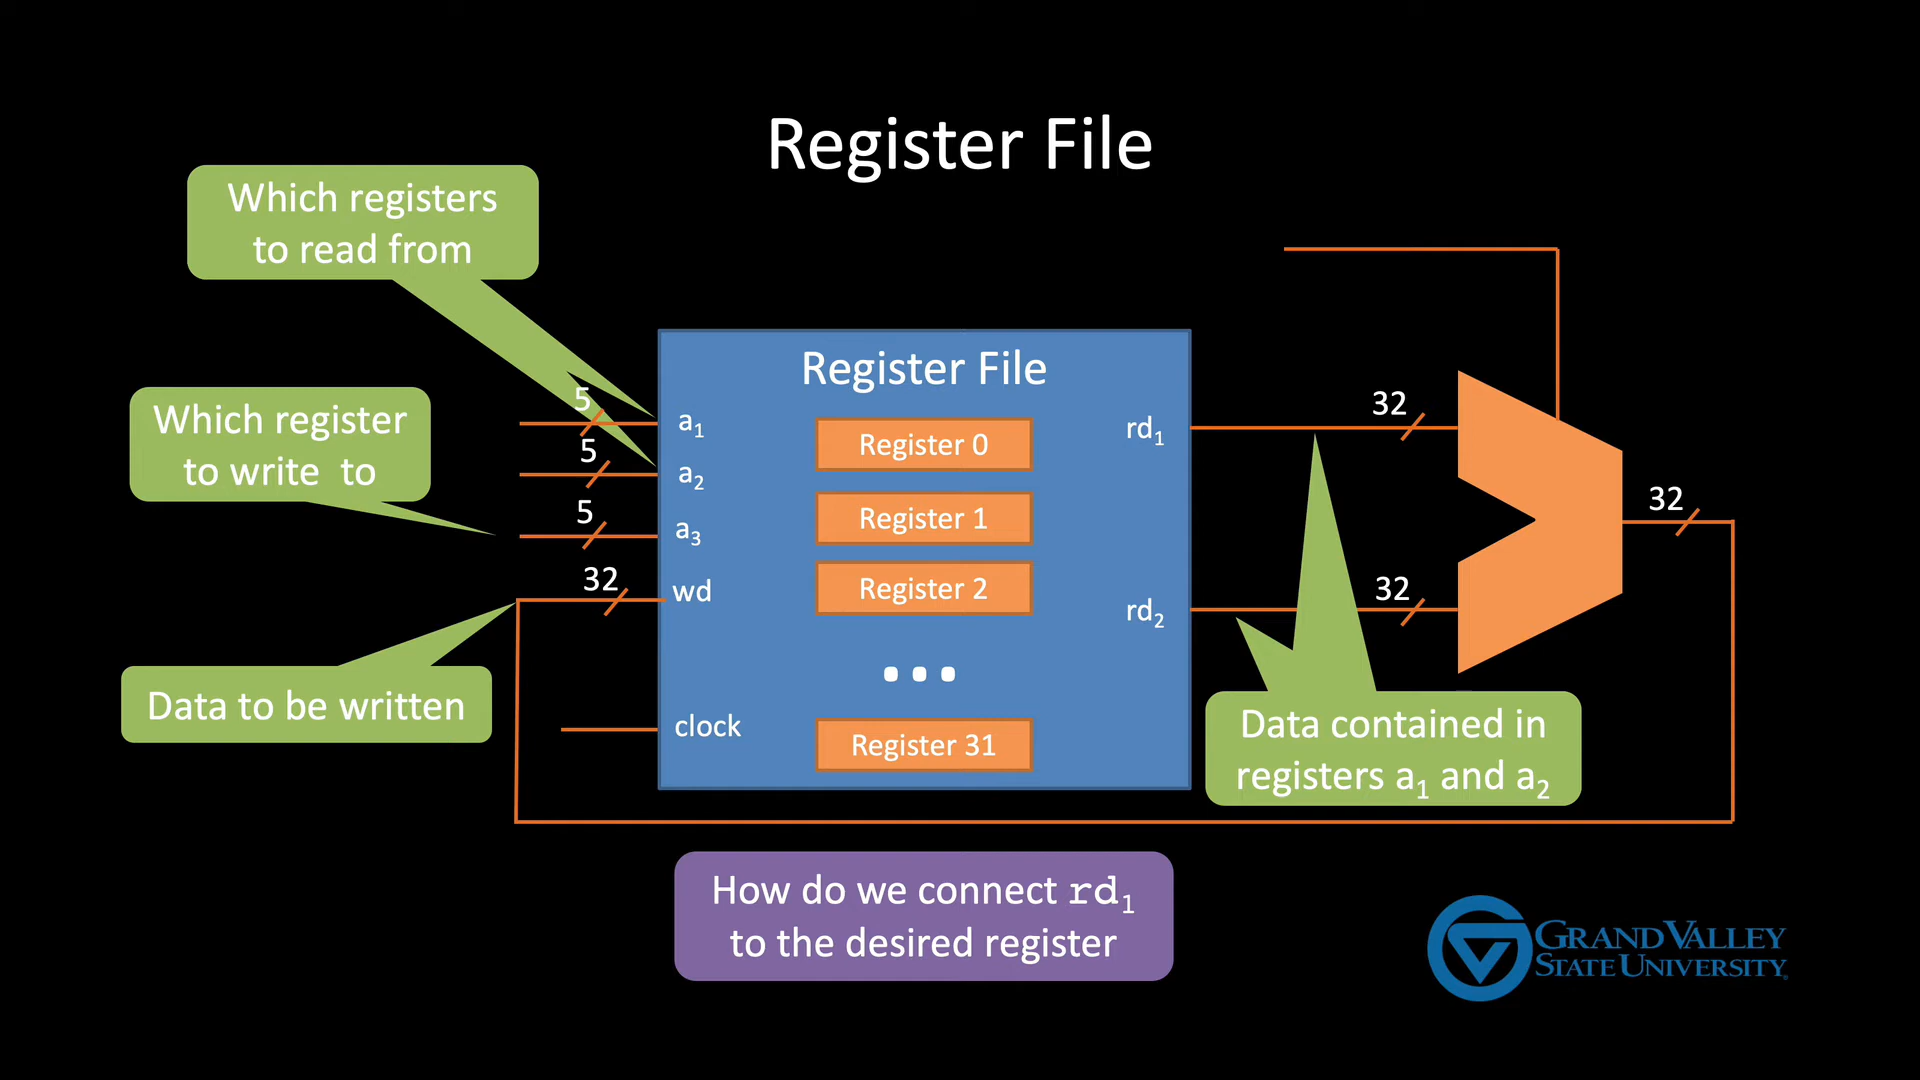 Register File
Which registers
to read from
Which register
to write to
Data to be written
5
5
5
32
a1
a2
a3
wd
clock
Register File
Register 0
Register 1
Register 2
...
Register 31
rd1
rd2
32
32
32
Data contained in
registers a1 and a2
How do we connect rd1
to the desired register
GRAND VALLEY
STATE UNIVERSITY